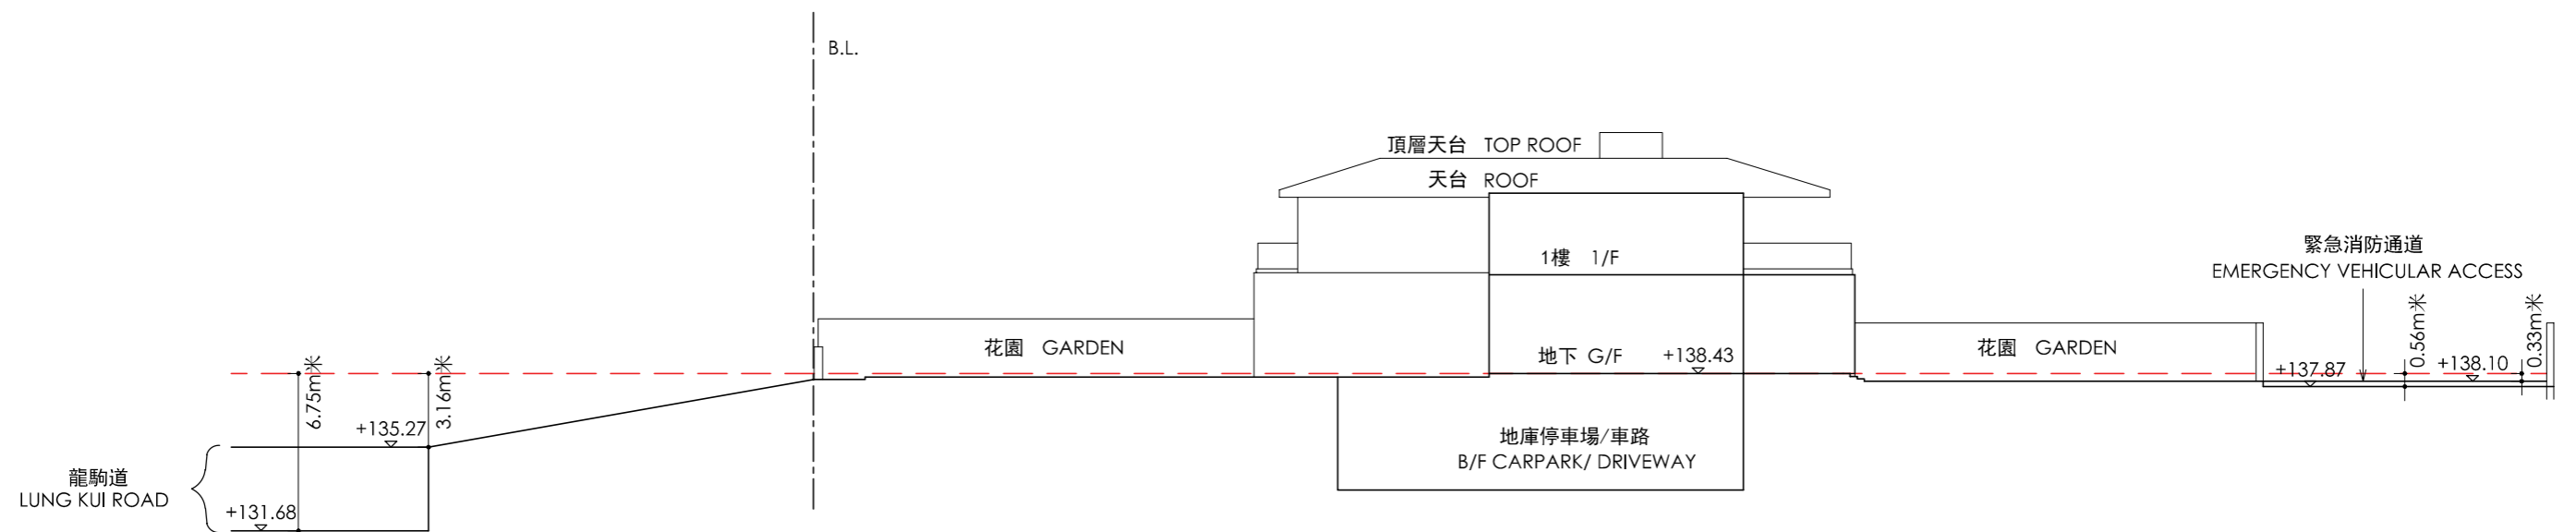 B.L.
頂層天台 TOP ROOF
天台 ROOF
1樓 1/F
緊急消防通道
EMERGENCY VEHICULAR ACCESS
花園 GARDEN
地下 G/F +138.43
花園 GARDEN
+137.87
0.56m米
+138.10
0.33m米
6.75m米
3.16m米
+135.27
地庫停車場/車路
B/F CARPARK/ DRIVEWAY
龍駒道
LUNG KUI ROAD
+131.68